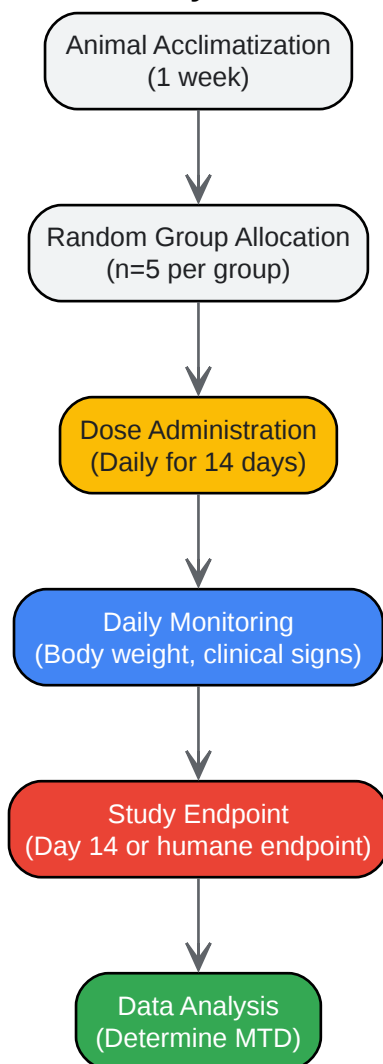 Animal Acclimatization
(1 week)
Random Group Allocation
(n=5 per group)
Dose Administration
(Daily for 14 days)
Daily Monitoring
(Body weight, clinical signs)
Study Endpoint
(Day 14 or humane endpoint)
Data Analysis
(Determine MTD)